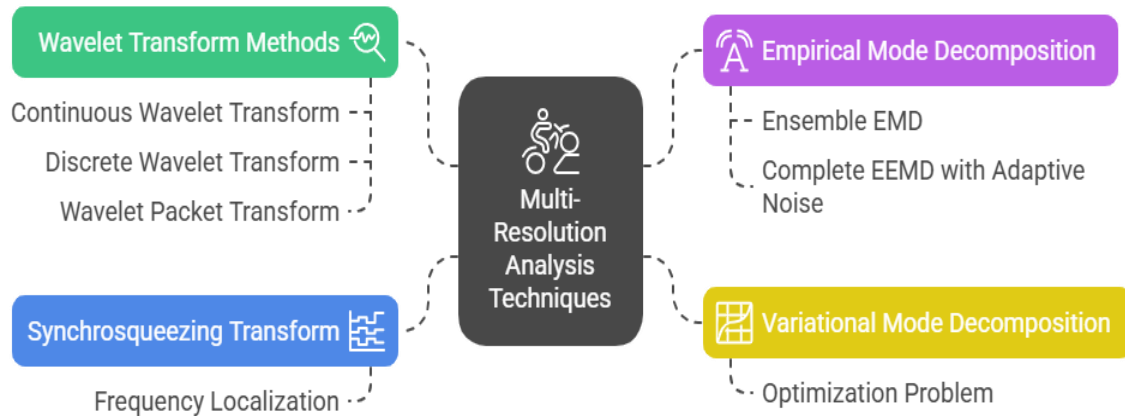 Wavelet Transform Methods
Continuous Wavelet Transform
Discrete Wavelet Transform
Wavelet Packet Transform
Synchrosqueezing Transform
Frequency Localization
Multi-
Resolution
Analysis
Techniques
Empirical Mode Decomposition
Ensemble EMD
Complete EEMD with Adaptive
Noise
Variational Mode Decomposition
Optimization Problem